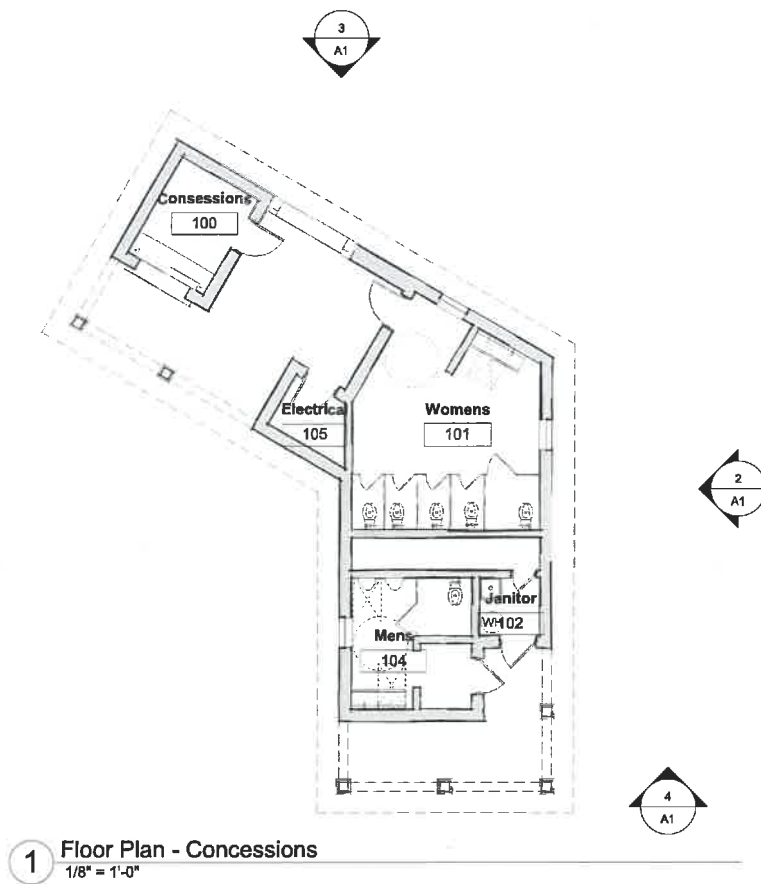 3
A1
Consessions
100
Electrica
105
Womens
101
2
A1
Janitor
WH
102
Mens
104
4
A1
1
Floor Plan - Concessions
1/8" = 1'-0"